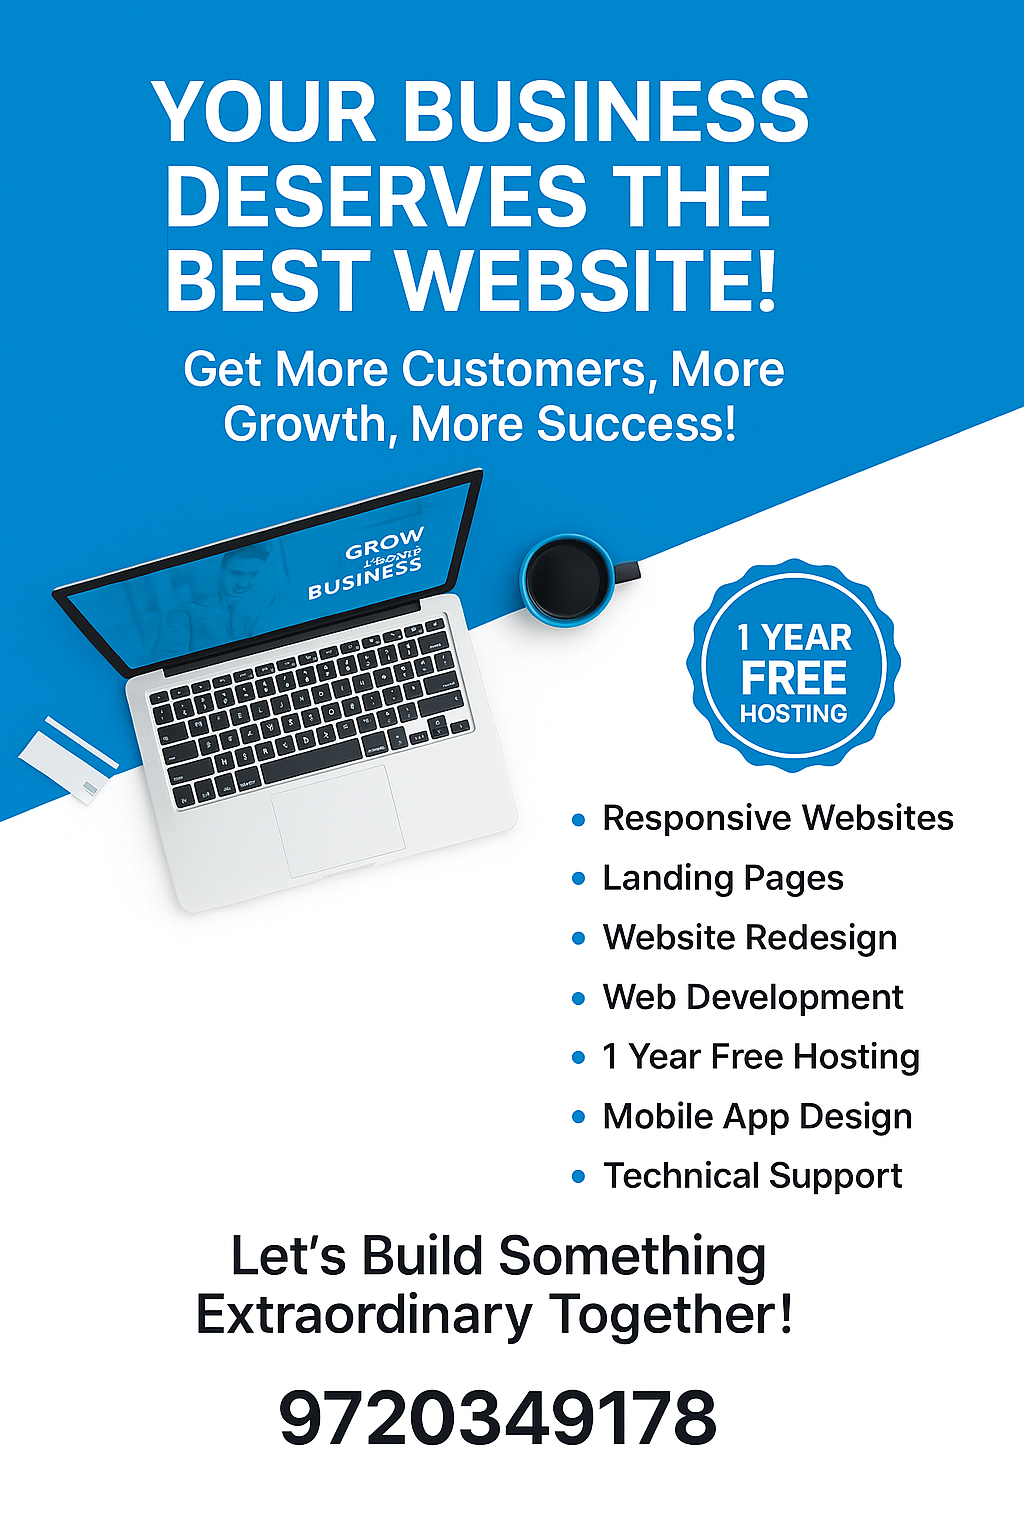 YOUR BUSINESS
DESERVES THE
BEST WEBSITE!
Get More Customers, More
Growth, More Success!
GROW
BUSINESS
1 YEAR
FREE
HOSTING
Responsive Websites
Landing Pages
Website Redesign
Web Development
1 Year Free Hosting
Mobile App Design
Technical Support
Let’s Build Something
Extraordinary Together!
9720349178